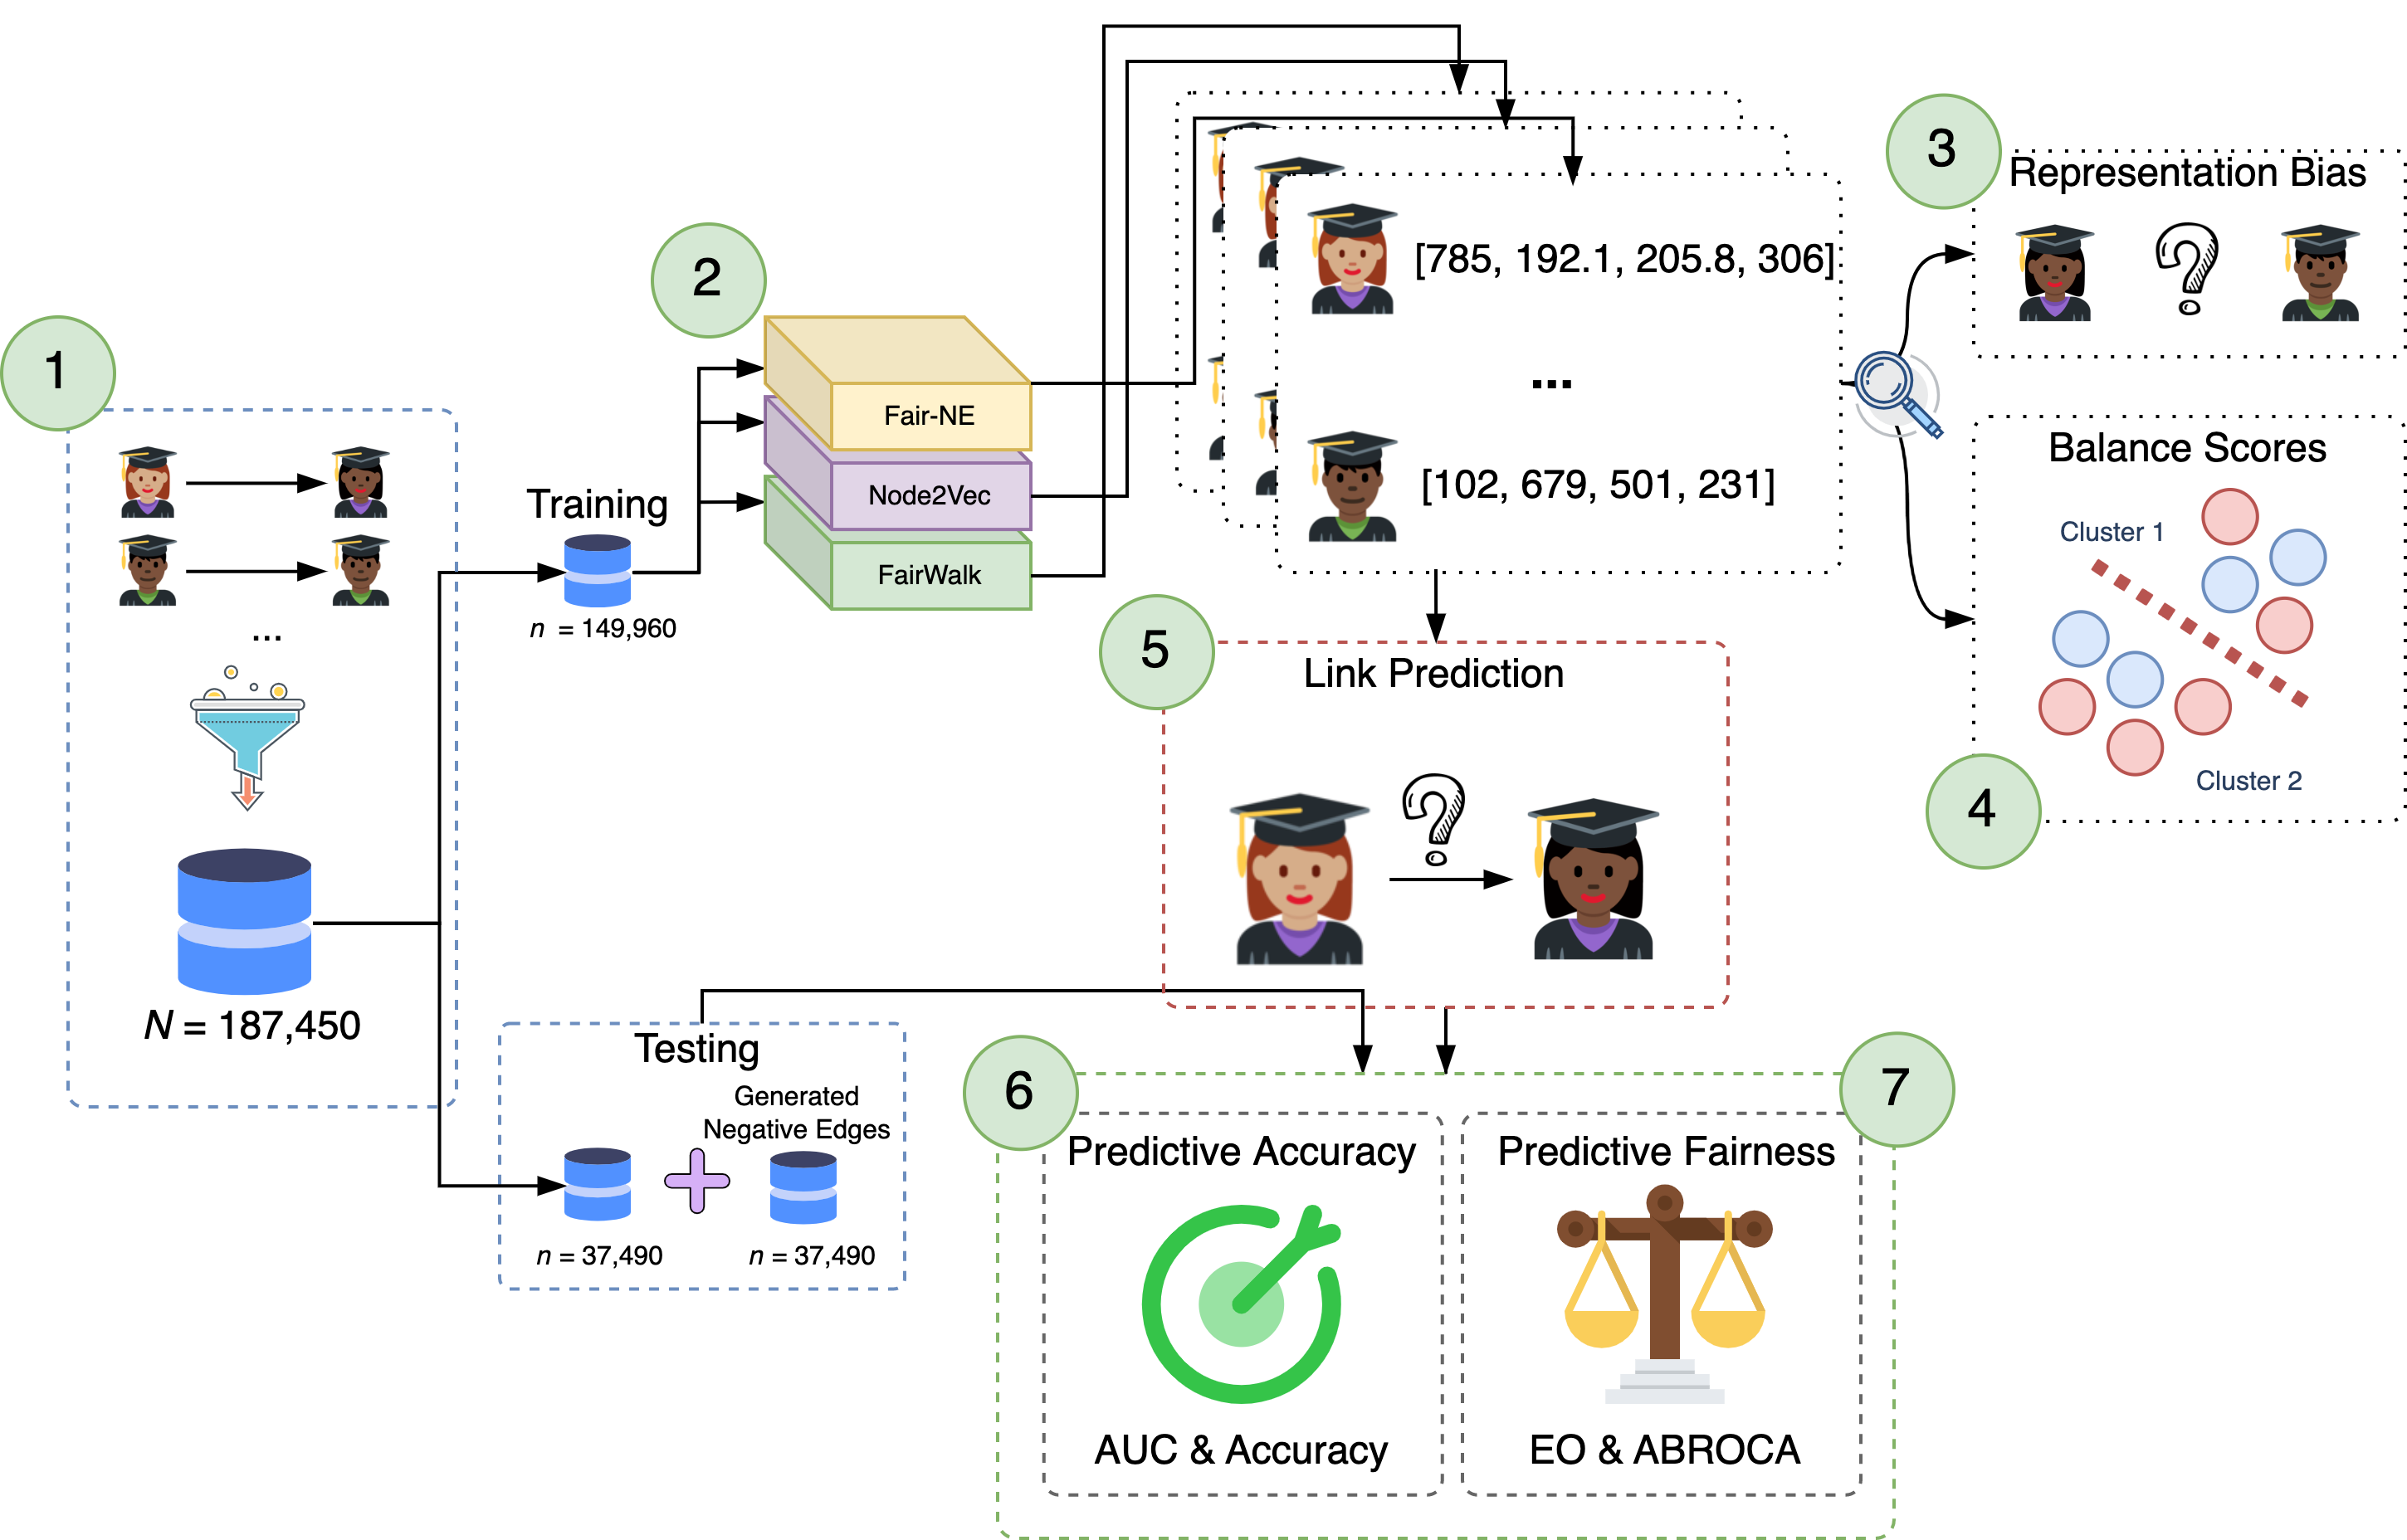 1
...
N = 187,450
Training
n = 149,960
2
Fair-NE
Node2Vec
FairWalk
[785, 192.1, 205.8, 306]
...
[102, 679, 501, 231]
3
Representation Bias
Balance Scores
Cluster 1
Cluster 2
4
5
Link Prediction
Testing
Generated
Negative Edges
n = 37,490
n = 37,490
6
Predictive Accuracy
AUC & Accuracy
7
Predictive Fairness
EO & ABROCA